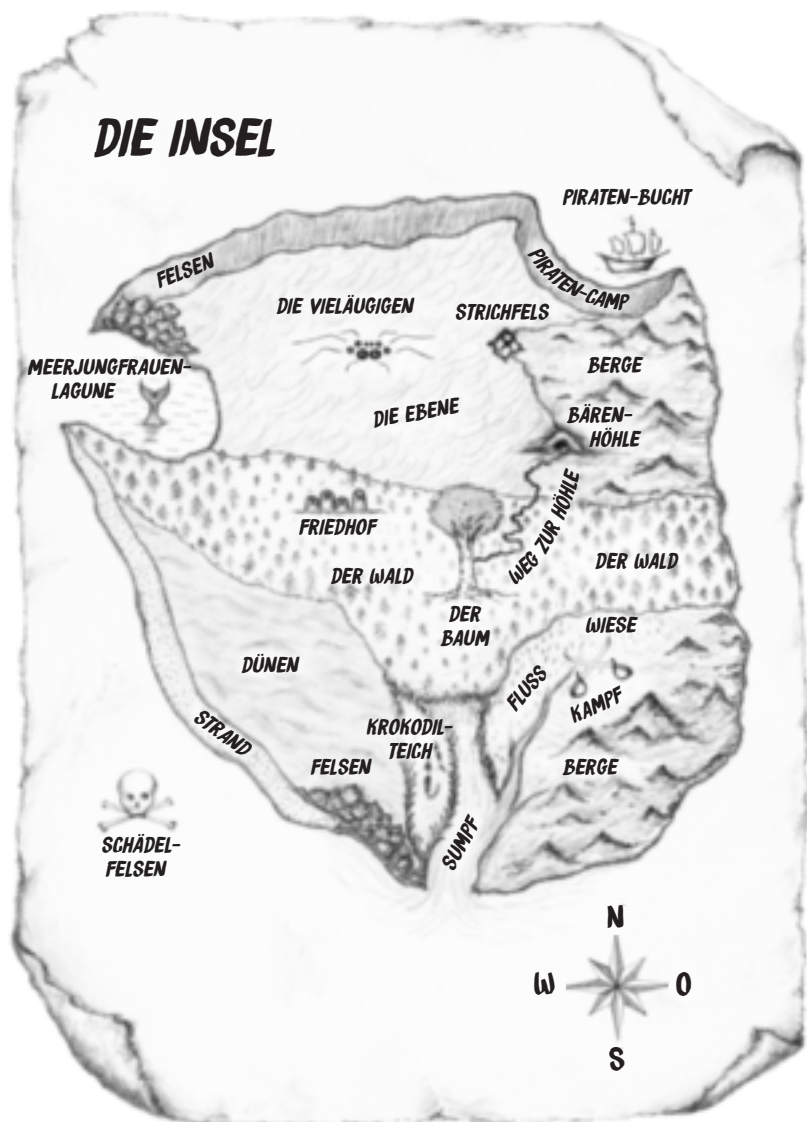 DIE INSEL
PIRATEN-BUCHT
FELSEN
PIRATEN-CAMP
DIE VIELÄUGIGEN
STRICHFELS
MEERJUNGFRAUEN-
LAGUNE
BERGE
DIE EBENE
BÄREN-
HÖHLE
WEG ZUR HÖHLE
FRIEDHOF
DER WALD
DER WALD
DER
BAUM
WIESE
DÜNEN
FLUSS
KAMPF
STRAND
KROKODIL-
TEICH
FELSEN
BERGE
SUMPF
SCHÄDEL-
FELSEN
N
W O
S